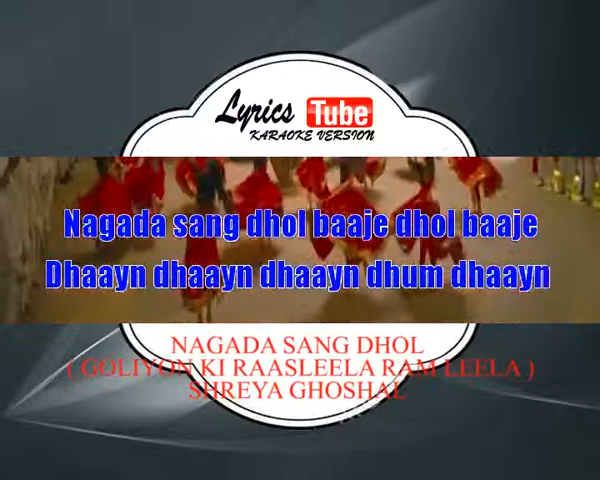 Lyrics Tube
KARAOKE VERSION
Nagada sang dhol baaje dhol baaje
Dhaayn dhaayn dhaayn dhum dhaayn
NAGADA SANG DHOL
( GOLIYON KI RAASLEELA RAM LEELA )
SHREYA GHOSHAL